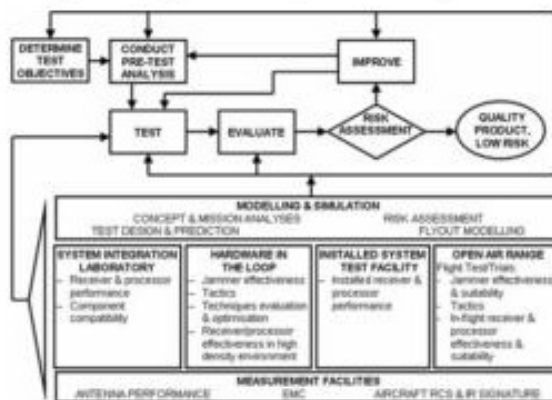 DETERMINE
TEST
OBJECTIVES
CONDUCT
PRE-TEST
ANALYSIS
IMPROVE
TEST
EVALUATE
RISK
ASSESSMENT
QUALITY
PRODUCT,
LOW RISK
MODELLING & SIMULATION
CONCEPT & MISSION ANALYSES
RISK ASSESSMENT
TEST DESIGN & PREDICTION
FLYOUT MODELLING
SYSTEM INTEGRATION
LABORATORY
– Receiver & processor
performance
– Component
compatibility
HARDWARE IN
THE LOOP
– Jammer effectiveness
– Tactics
– Techniques evaluation
& optimisation
– Receiver/processor
effectiveness in high
density environment
INSTALLED SYSTEM
TEST FACILITY
– Installed receiver &
processor
performance
OPEN AIR RANGE
Flight Test/Trials
– Jammer effectiveness
& suitability
– Tactics
– In-flight receiver &
processor
effectiveness &
suitability
MEASUREMENT FACILITIES
ANTENNA PERFORMANCE
EMC
AIRCRAFT RCS & IR SIGNATURE